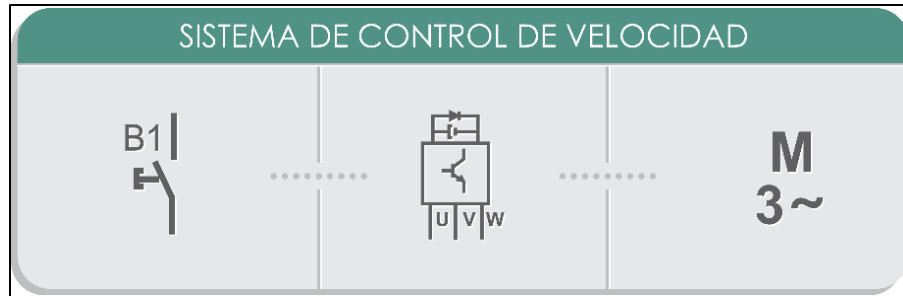 SISTEMA DE CONTROL DE VELOCIDAD
B1
U V W
M
3~